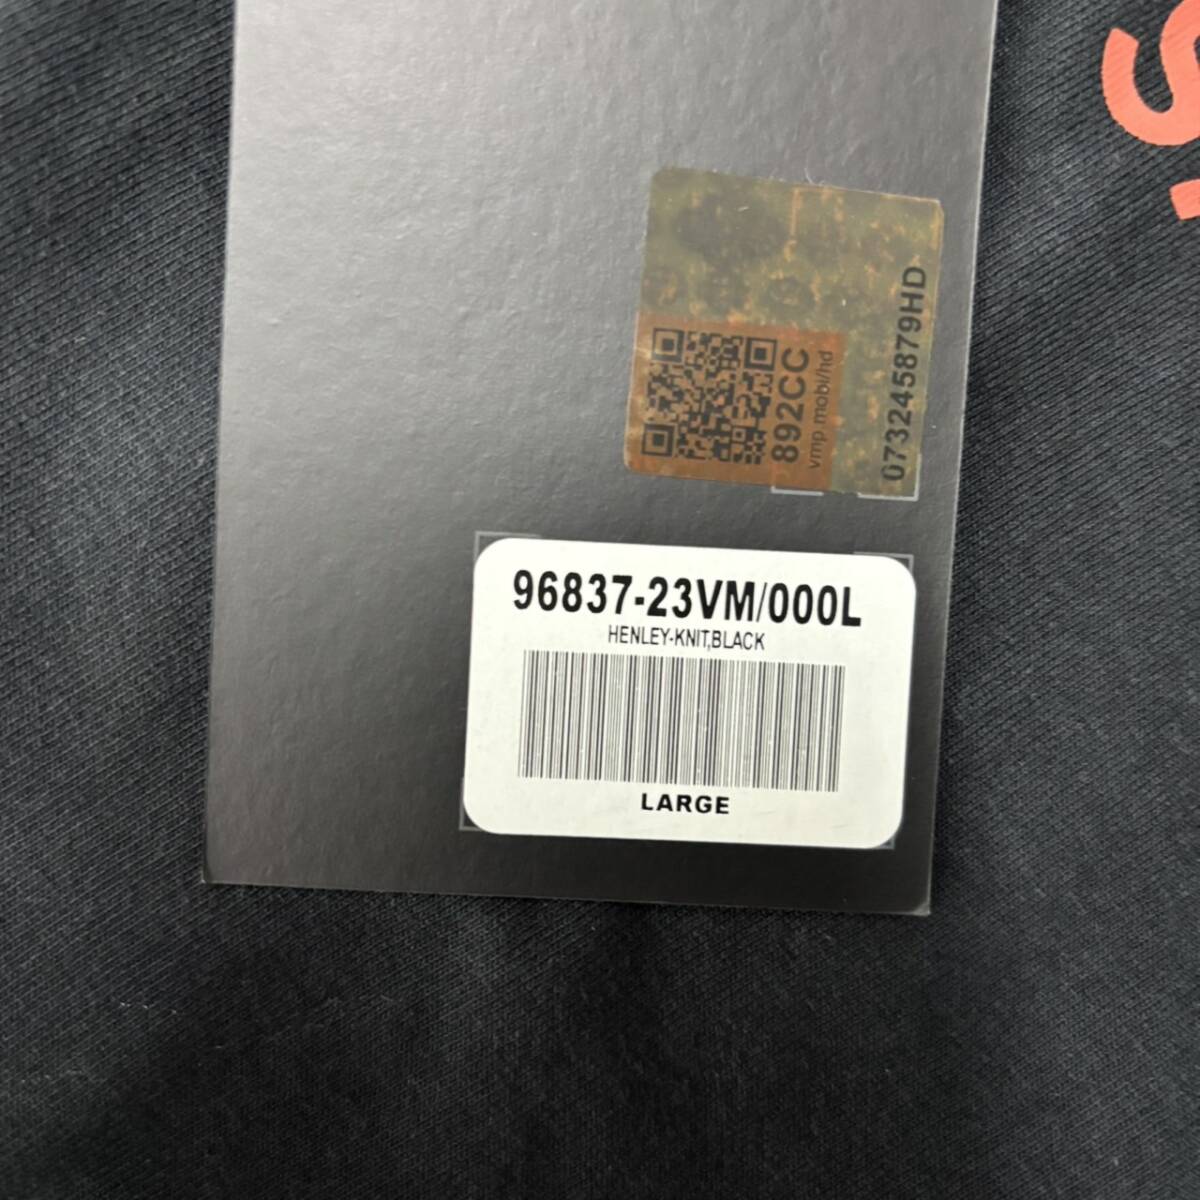 S
892CC
vmp.mobi/hd
073245879HD
96837-23VM/000L
HENLEY-KNIT,BLACK
LARGE